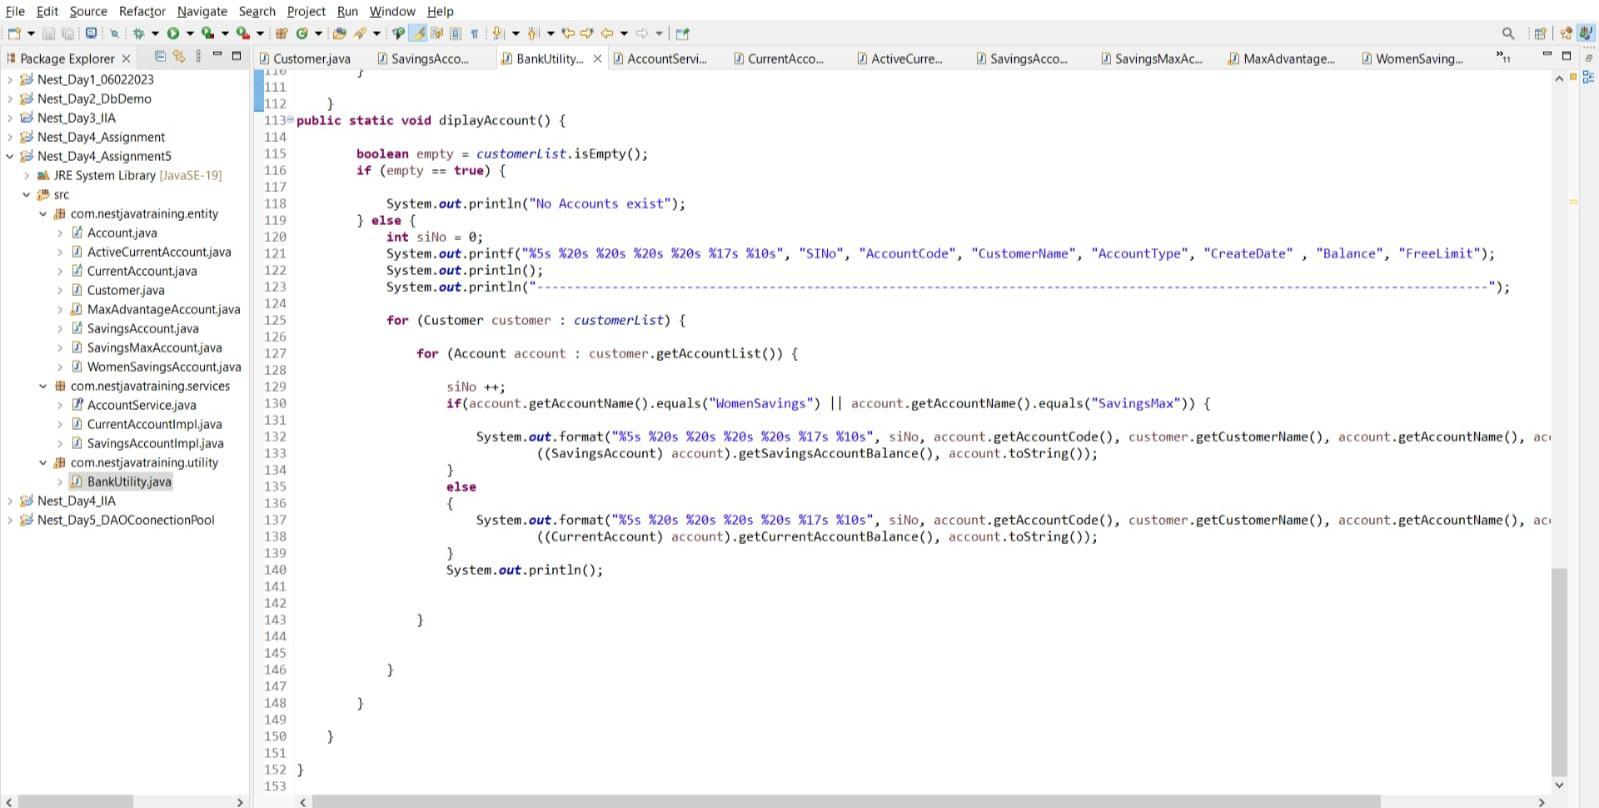 File Edit Source Refactor Navigate Search Project Run Window Help
Package Explorer
Customer.java SavingsAcco... BankUtility... AccountServi... CurrentAcco... ActiveCurre... SavingsAcco... SavingsMaxAc... MaxAdvantage... WomenSaving... »11
Nest_Day1_06022023
Nest_Day2_DbDemo
Nest_Day3_IIA
Nest_Day4_Assignment
Nest_Day4_Assignment5
JRE System Library [JavaSE-19]
src
com.nestjavatraining.entity
Account.java
ActiveCurrentAccount.java
CurrentAccount.java
Customer.java
MaxAdvantageAccount.java
SavingsAccount.java
SavingsMaxAccount.java
WomenSavingsAccount.java
com.nestjavatraining.services
AccountService.java
CurrentAccountImpl.java
SavingsAccountImpl.java
com.nestjavatraining.utility
BankUtility.java
Nest_Day4_IIA
Nest_Day5_DAOCoonectionPool
110 }
111
112 }
113 public static void diplayAccount() {
114
115 boolean empty = customerList.isEmpty();
116 if (empty == true) {
117
118 System.out.println("No Accounts exist");
119 } else {
120 int siNo = 0;
121 System.out.printf("%5s %20s %20s %20s %20s %17s %10s", "SINo", "AccountCode", "CustomerName", "AccountType", "CreateDate" , "Balance", "FreeLimit");
122 System.out.println();
123 System.out.println("------------------------------------------------------------------------------------------------------------------------------");
124
125 for (Customer customer : customerList) {
126
127 for (Account account : customer.getAccountList()) {
128
129 siNo ++;
130 if(account.getAccountName().equals("WomenSavings") || account.getAccountName().equals("SavingsMax")) {
131
132 System.out.format("%5s %20s %20s %20s %20s %17s %10s", siNo, account.getAccountCode(), customer.getCustomerName(), account.getAccountName(), acc
133 ((SavingsAccount) account).getSavingsAccountBalance(), account.toString());
134 }
135 else
136 {
137 System.out.format("%5s %20s %20s %20s %20s %17s %10s", siNo, account.getAccountCode(), customer.getCustomerName(), account.getAccountName(), acc
138 ((CurrentAccount) account).getCurrentAccountBalance(), account.toString());
139 }
140 System.out.println();
141
142
143 }
144
145
146 }
147
148 }
149
150 }
151
152 }
153